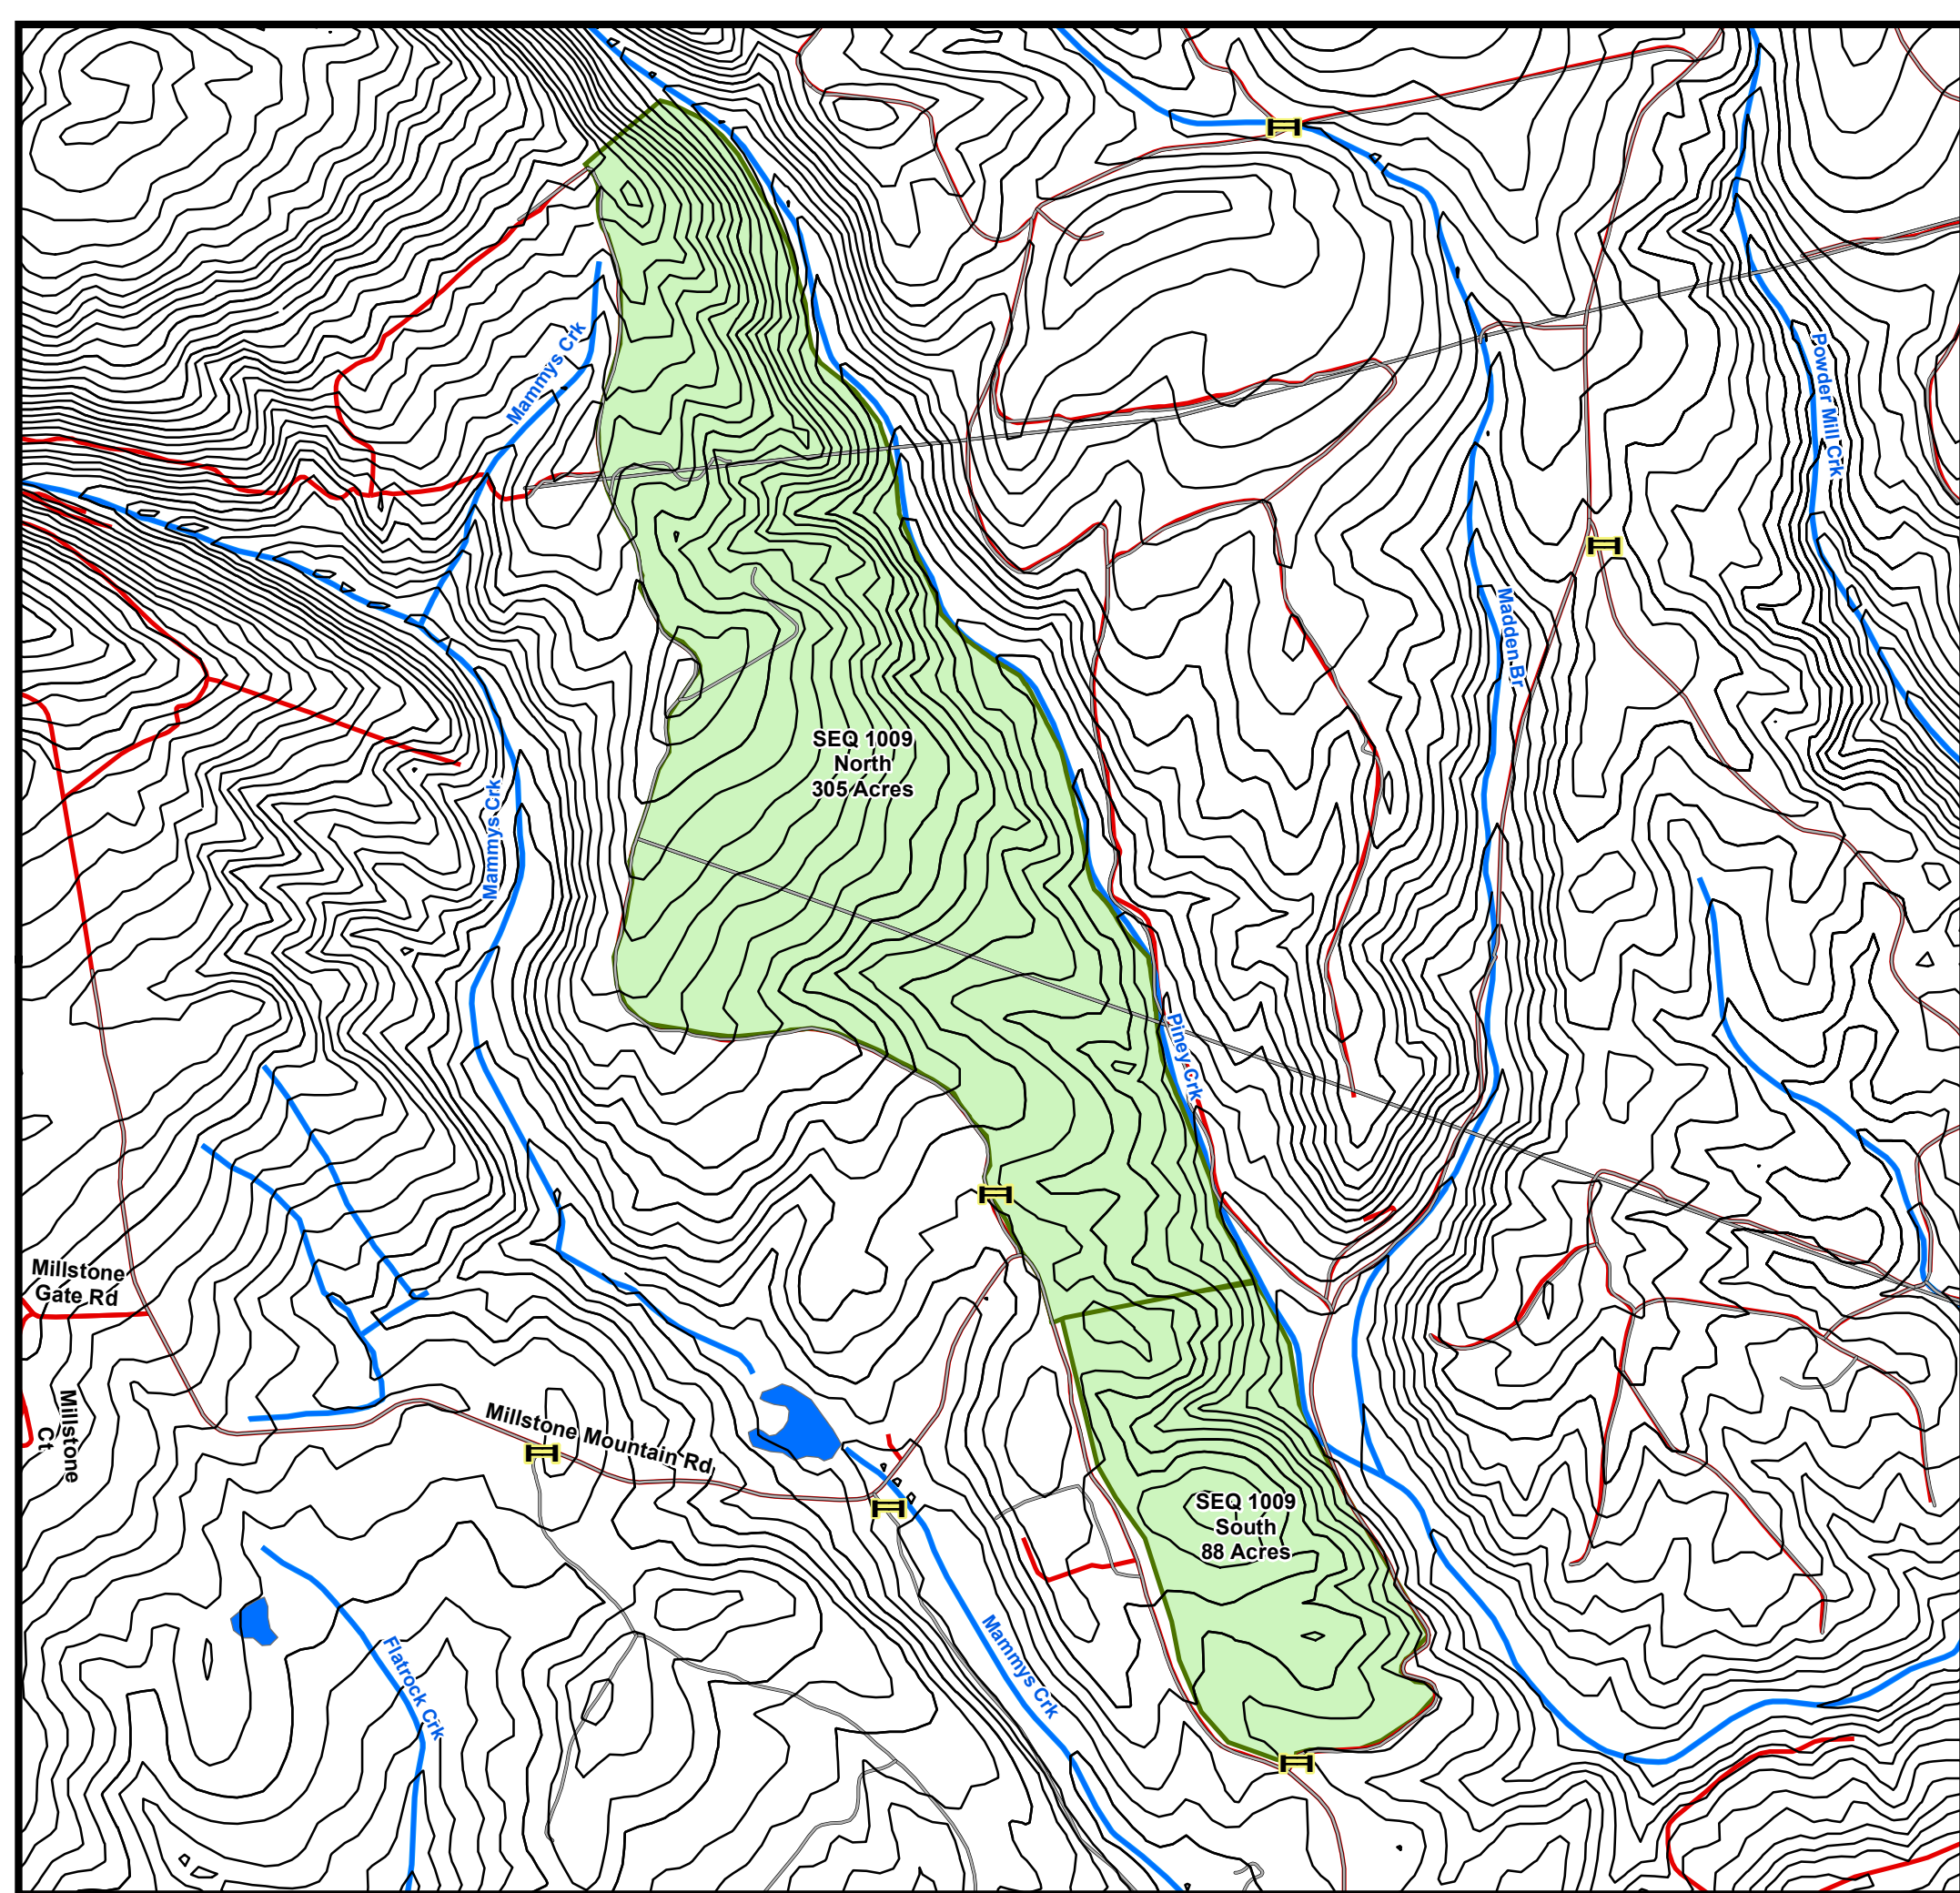 Mammys Crk
Powder Mill Crk
Madden Br
SEQ 1009
North
305 Acres
Mammys Crk
Piney Crk
Millstone
Gate Rd
Millstone
Ct
Millstone Mountain Rd
SEQ 1009
South
88 Acres
Flatrock Crk
Mammys Crk